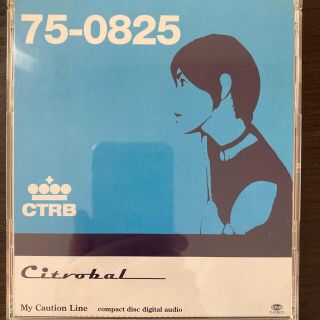 75-0825
CTRB
Citrobal
My Caution Line compact disc digital audio